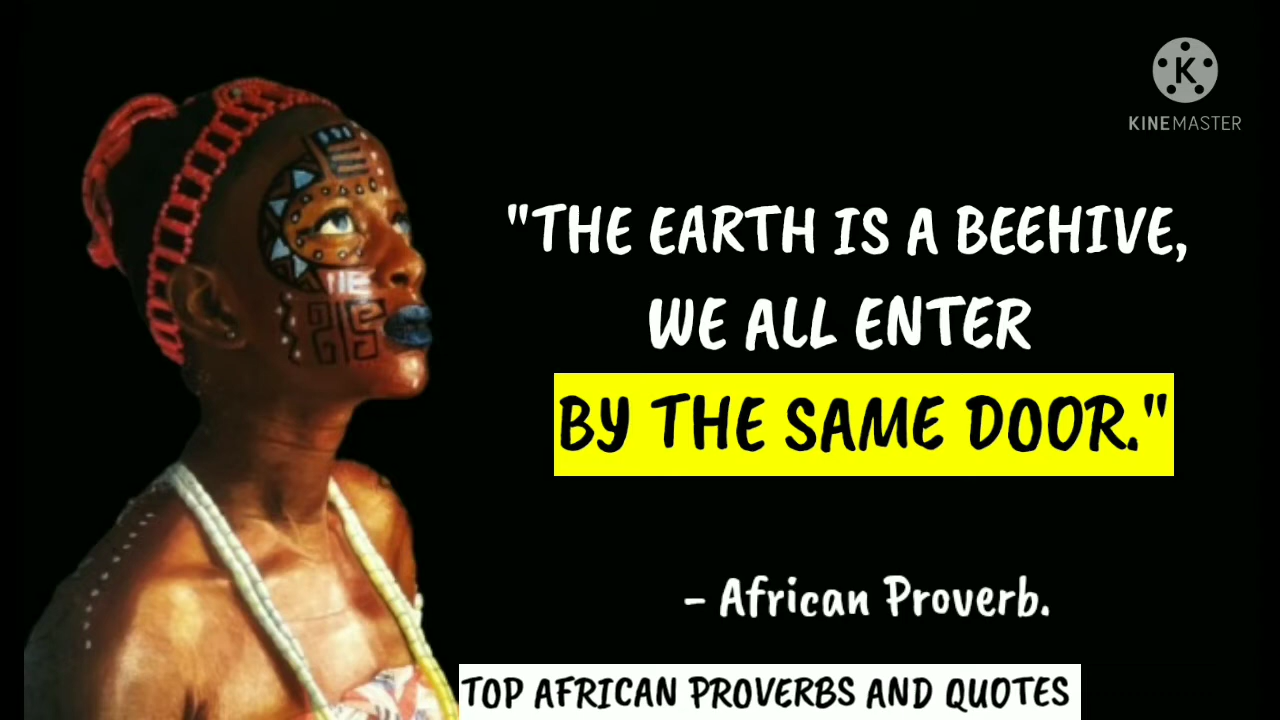 K
KINEMASTER
"THE EARTH IS A BEEHIVE,
WE ALL ENTER
BY THE SAME DOOR."
- African Proverb.
TOP AFRICAN PROVERBS AND QUOTES